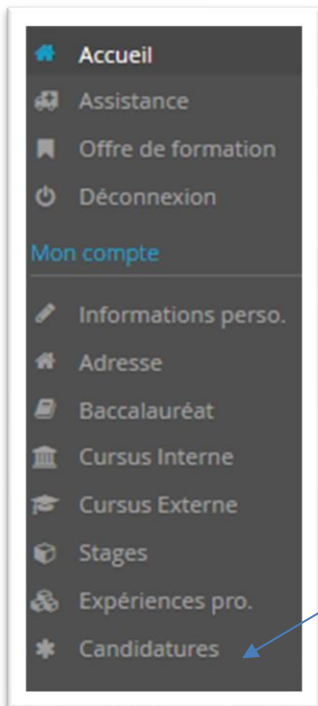 Accueil
Assistance
Offre de formation
Déconnexion
Mon compte
Informations perso.
Adresse
Baccalauréat
Cursus Interne
Cursus Externe
Stages
Expériences pro.
Candidatures